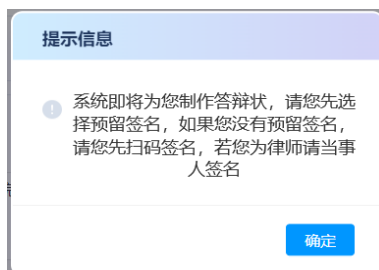 提示信息
系统即将为您制作答辩状，请您先选
择预留签名，如果您没有预留签名，
请您先扫码签名，若您为律师请当事
人签名
确定